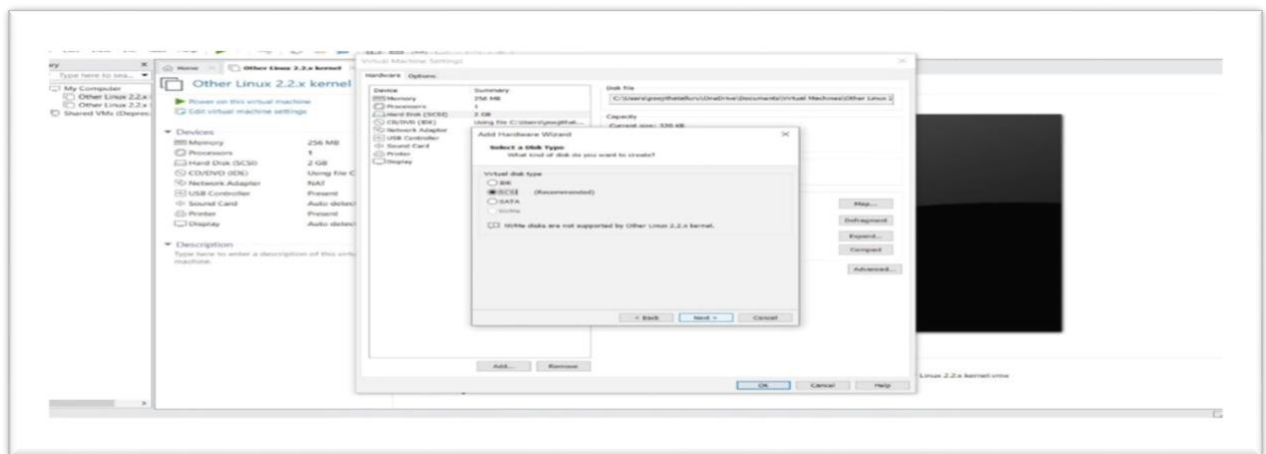 Home
Other Linux 2.2.x kernel
Virtual Machine Settings
Type here to sea...
My Computer
Other Linux 2.2.x
Other Linux 2.2.x
Shared VMs (Deprec
Other Linux 2.2.x kernel
Power on this virtual machine
Edit virtual machine settings
Devices
Memory 256 MB
Processors 1
Hard Disk (SCSI) 2 GB
CD/DVD (IDE) Using file C
Network Adapter NAT
USB Controller Present
Sound Card Auto detect
Printer Present
Display Auto detect
Description
Type here to enter a description of this virtu
machine.
Hardware Options
Device Summary
Memory 256 MB
Processors 1
Hard Disk (SCSI) 2 GB
CD/DVD (IDE)
Network Adapter
USB Controller
Sound Card
Printer
Display
Disk file
Capacity
Add Hardware Wizard
Select a Disk Type
What kind of disk do you want to create?
Virtual disk type
IDE
SCSI (Recommended)
SATA
NVMe
NVMe disks are not supported by Other Linux 2.2.x kernel.
< Back Next > Cancel
Map...
Defragment
Expand...
Compact
Advanced...
Add... Remove
OK Cancel Help
Linux 2.2.x kernel.vmx